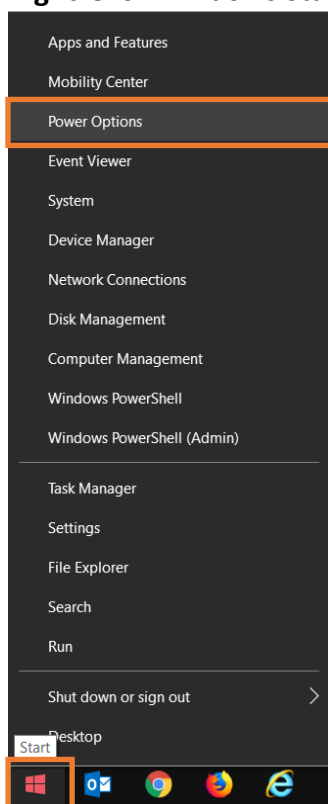 Apps and Features
Mobility Center
Power Options
Event Viewer
System
Device Manager
Network Connections
Disk Management
Computer Management
Windows PowerShell
Windows PowerShell (Admin)
Task Manager
Settings
File Explorer
Search
Run
Shut down or sign out
Desktop
Start